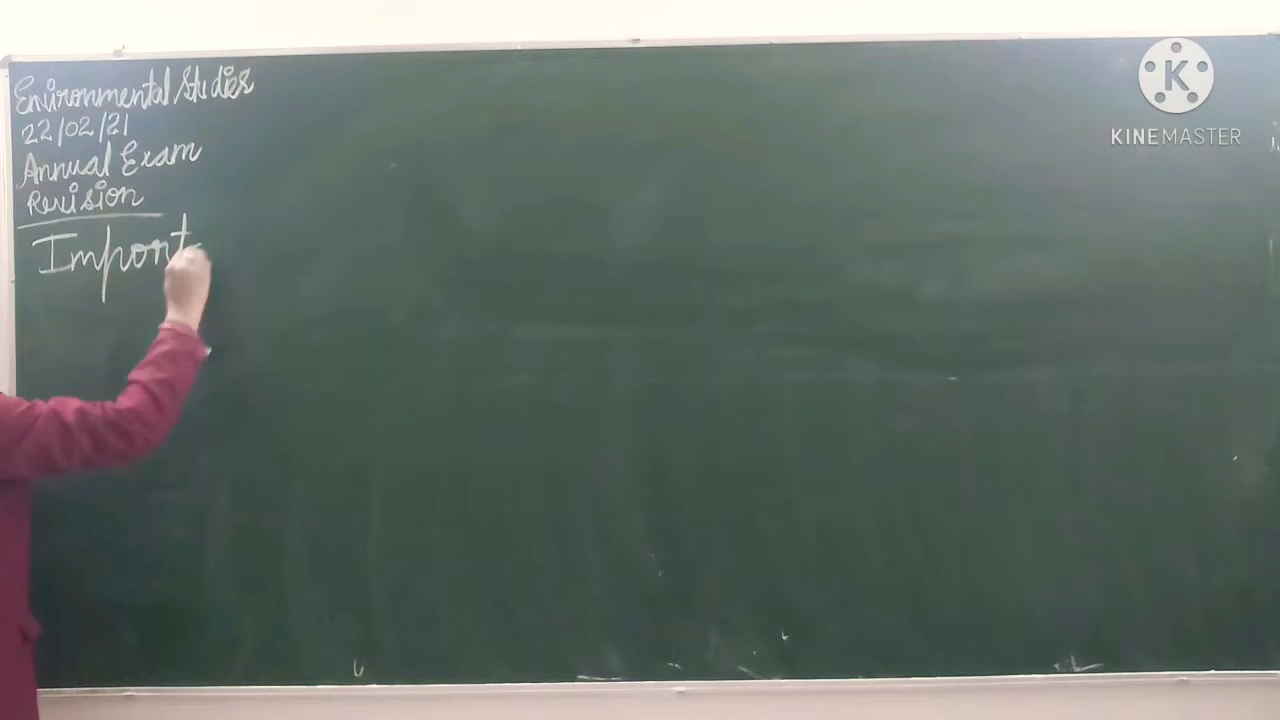 Environmental Studies
22/02/21
Annual Exam
Revision
Import
K
KINEMASTER